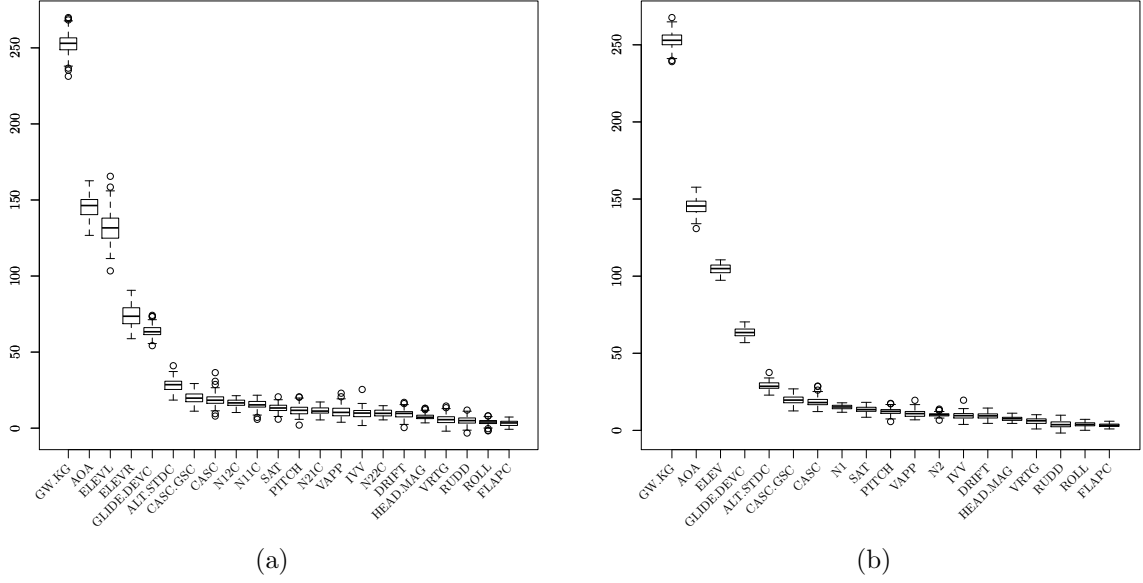 250
200
150
100
50
0
GW.KG
AOA
ELEVL
ELEVR
GLIDE.DEVC
ALT.STDC
CASC.GSC
CASC
N12C
N11C
SAT
PITCH
N21C
VAPP
IVV
N22C
DRIFT
HEAD.MAG
VRTG
RUDD
ROLL
FLAPC
(a)
250
200
150
100
50
0
GW.KG
AOA
ELEV
GLIDE.DEVC
ALT.STDC
CASC.GSC
CASC
N1
SAT
PITCH
VAPP
N2
IVV
DRIFT
HEAD.MAG
VRTG
RUDD
ROLL
FLAPC
(b)